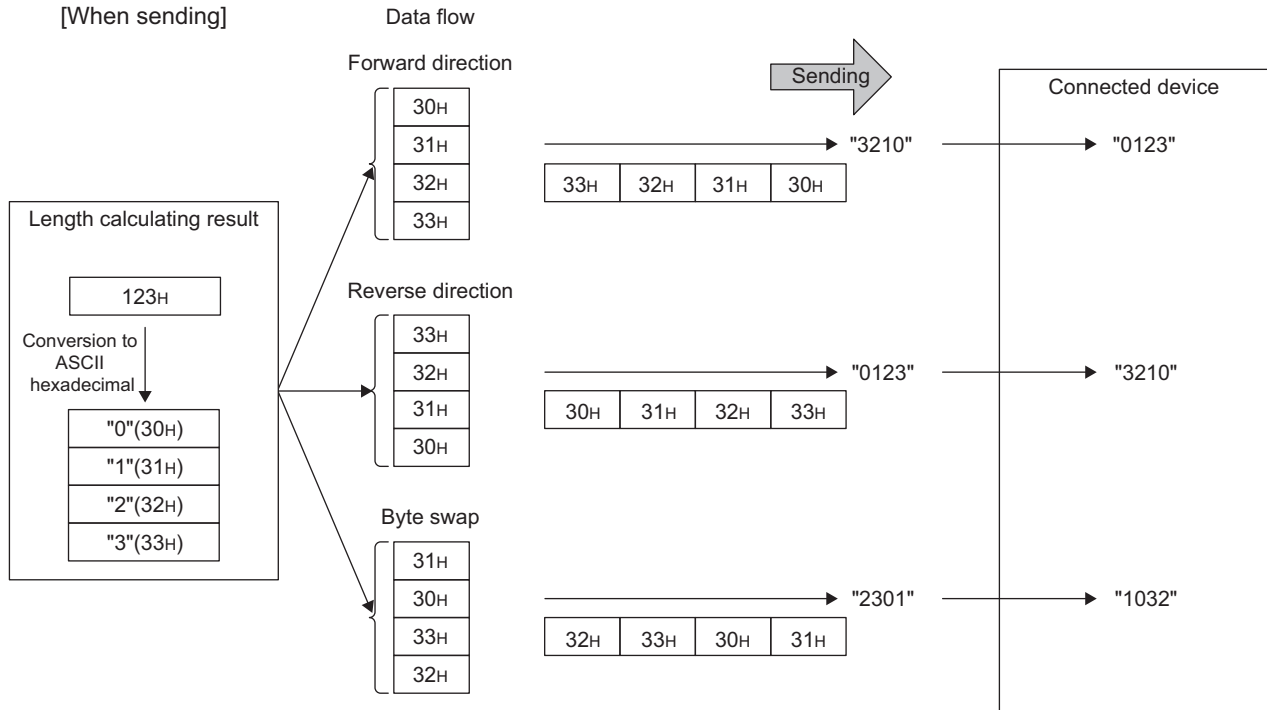 [When sending]
Data flow
Forward direction
30H
31H
32H
33H
Sending
Connected device
"3210"
"0123"
33H 32H 31H 30H
Length calculating result
123H
Conversion to
ASCII
hexadecimal
"0"(30H)
"1"(31H)
"2"(32H)
"3"(33H)
Reverse direction
33H
32H
31H
30H
"0123"
"3210"
30H 31H 32H 33H
Byte swap
31H
30H
33H
32H
"2301"
"1032"
32H 33H 30H 31H